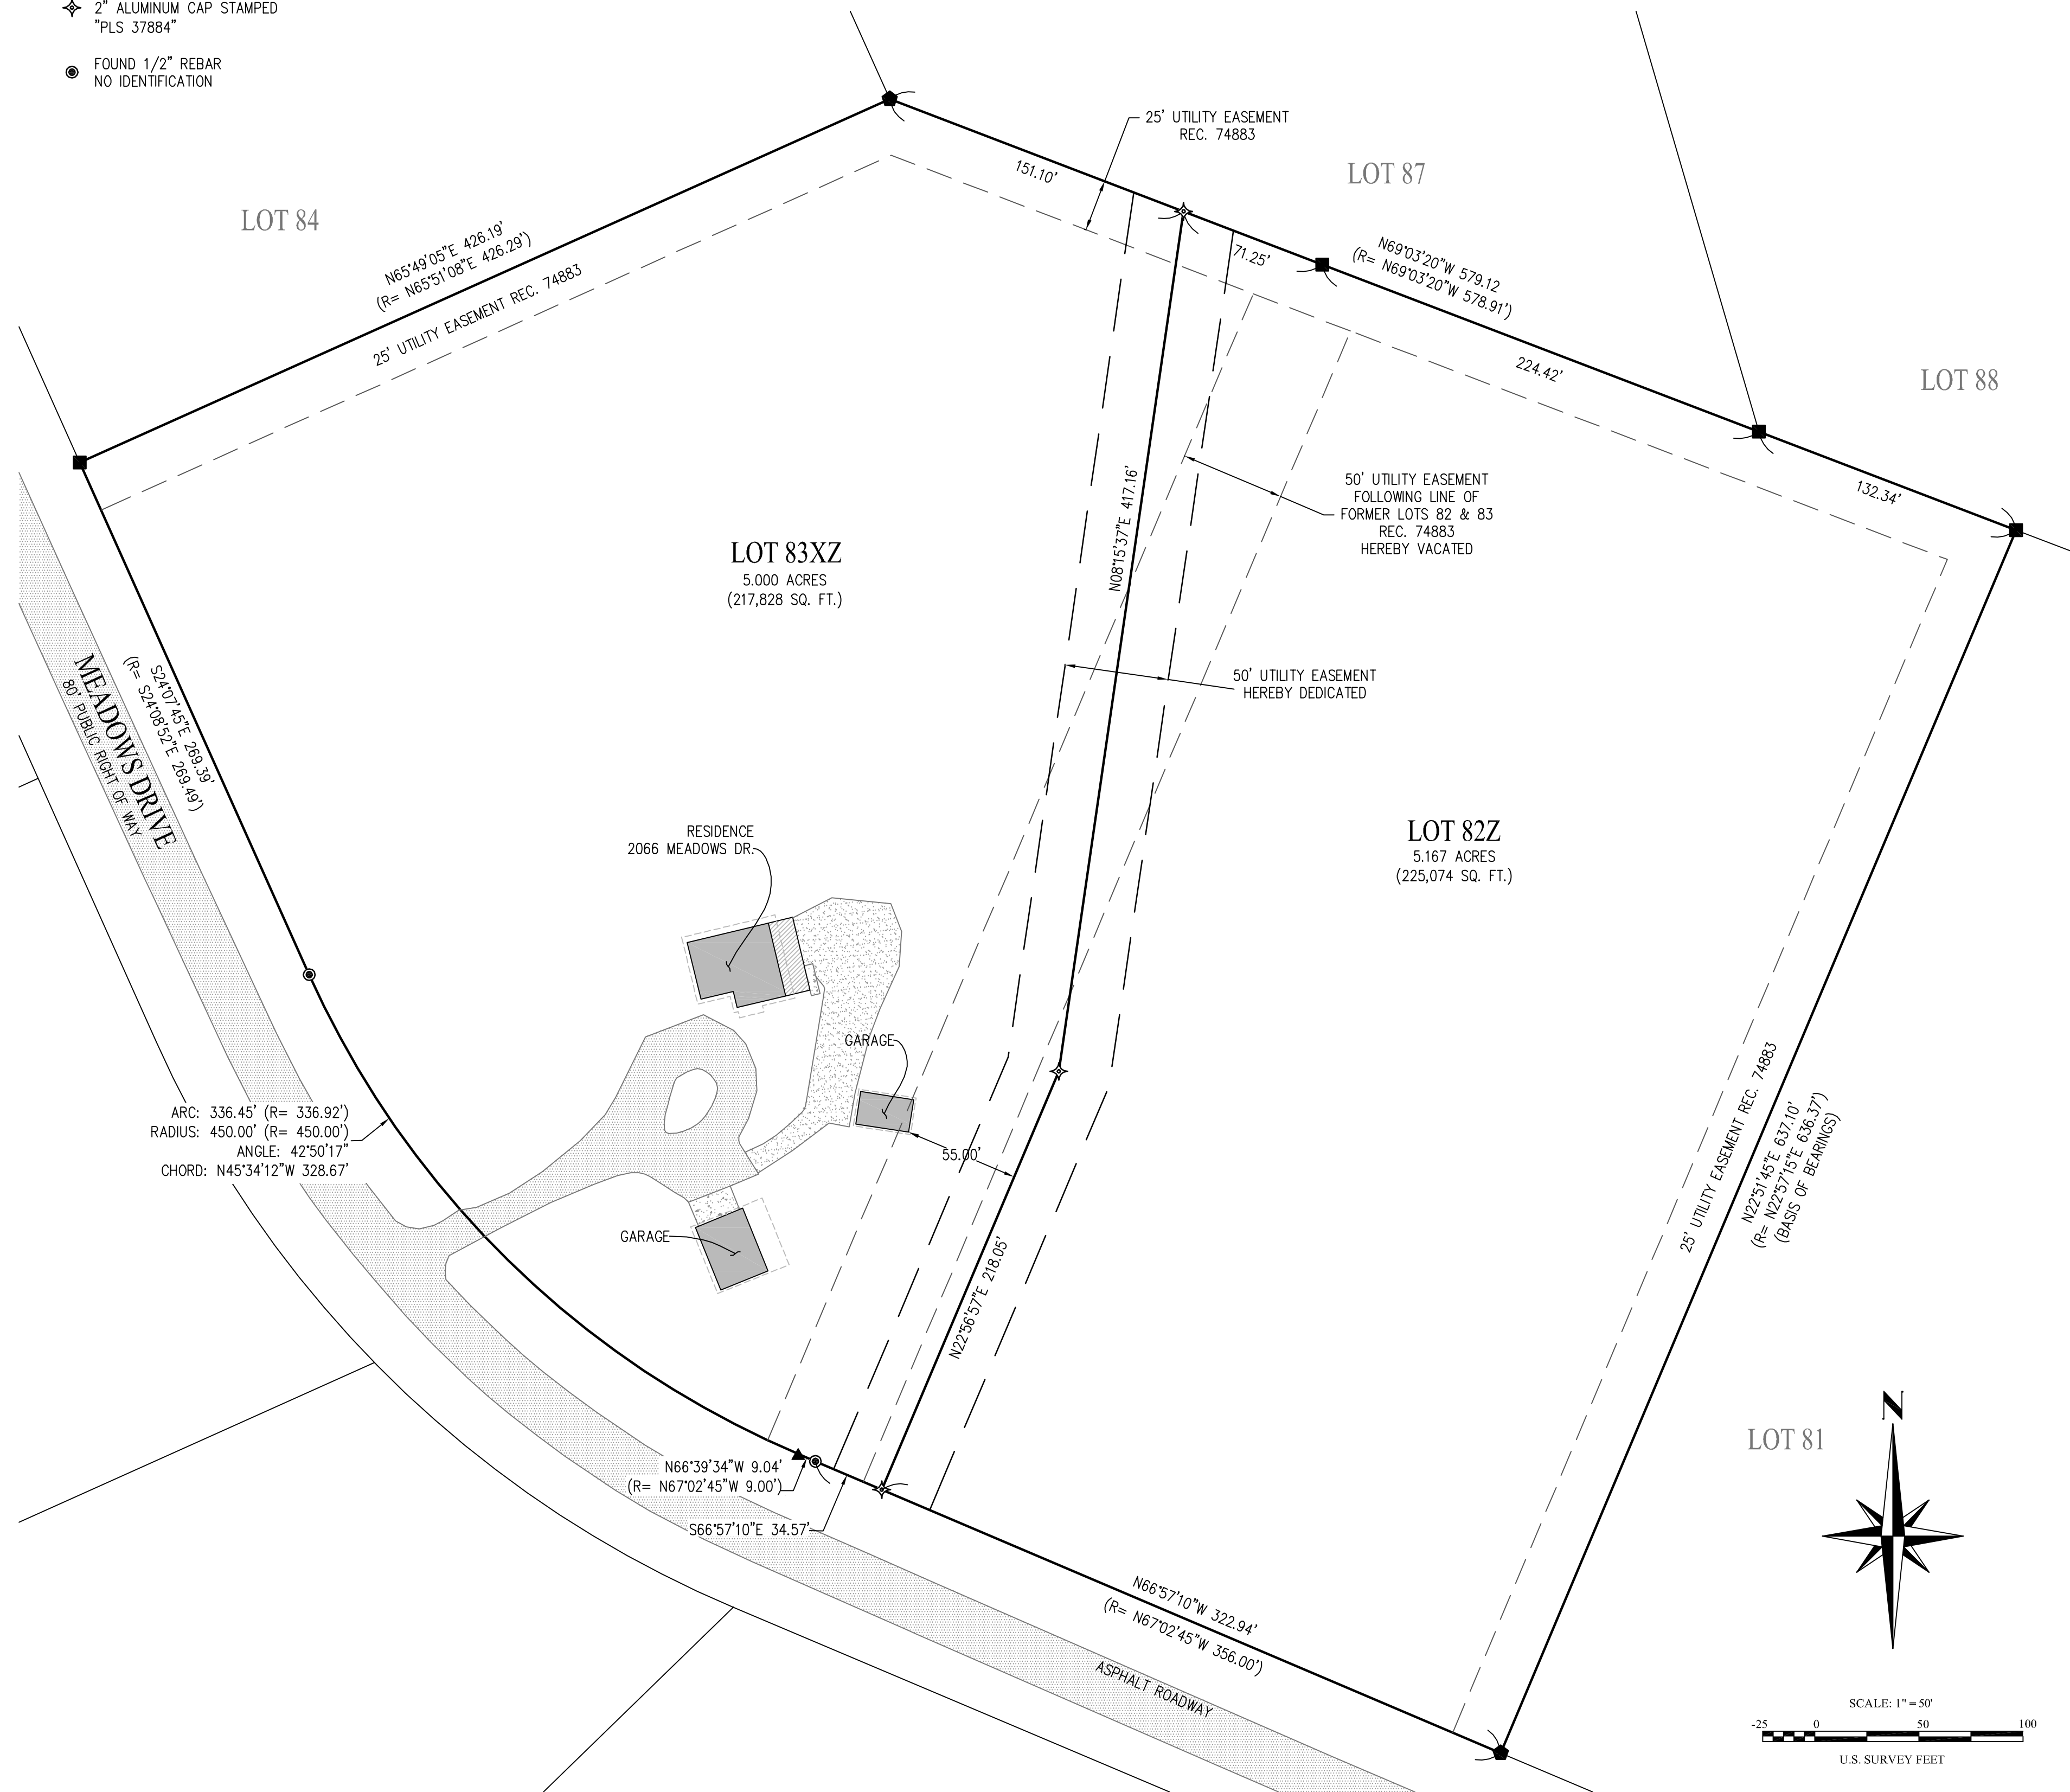 2" ALUMINUM CAP STAMPED
"PLS 37884"
FOUND 1/2" REBAR
NO IDENTIFICATION
25' UTILITY EASEMENT
REC. 74883
LOT 87
151.10'
LOT 84
N65°49'05"E 426.19'
(R= N65°51'08"E 426.29')
25' UTILITY EASEMENT REC. 74883
71.25'
N69°03'20"W 579.12
(R= N69°03'20"W 578.91')
224.42'
LOT 88
132.34'
N08°15'37"E 417.16'
50' UTILITY EASEMENT
FOLLOWING LINE OF
FORMER LOTS 82 & 83
REC. 74883
HEREBY VACATED
LOT 83XZ
5.000 ACRES
(217,828 SQ. FT.)
50' UTILITY EASEMENT
HEREBY DEDICATED
S24°07'45"E 269.39'
(R= S24°08'52"E 269.49')
MEADOWS DRIVE
80' PUBLIC RIGHT OF WAY
RESIDENCE
2066 MEADOWS DR.
LOT 82Z
5.167 ACRES
(225,074 SQ. FT.)
GARAGE
ARC: 336.45' (R= 336.92')
RADIUS: 450.00' (R= 450.00')
ANGLE: 42°50'17"
CHORD: N45°34'12"W 328.67'
55.00'
GARAGE
N22°56'57"E 218.05'
25' UTILITY EASEMENT REC. 74883
N22°51'45"E 637.10'
(R= N22°57'15"E 636.37')
(BASIS OF BEARINGS)
LOT 81
N
N66°39'34"W 9.04'
(R= N67°02'45"W 9.00')
S66°57'10"E 34.57'
N66°57'10"W 322.94'
(R= N67°02'45"W 356.00')
ASPHALT ROADWAY
SCALE: 1" = 50'
-25 0 50 100
U.S. SURVEY FEET